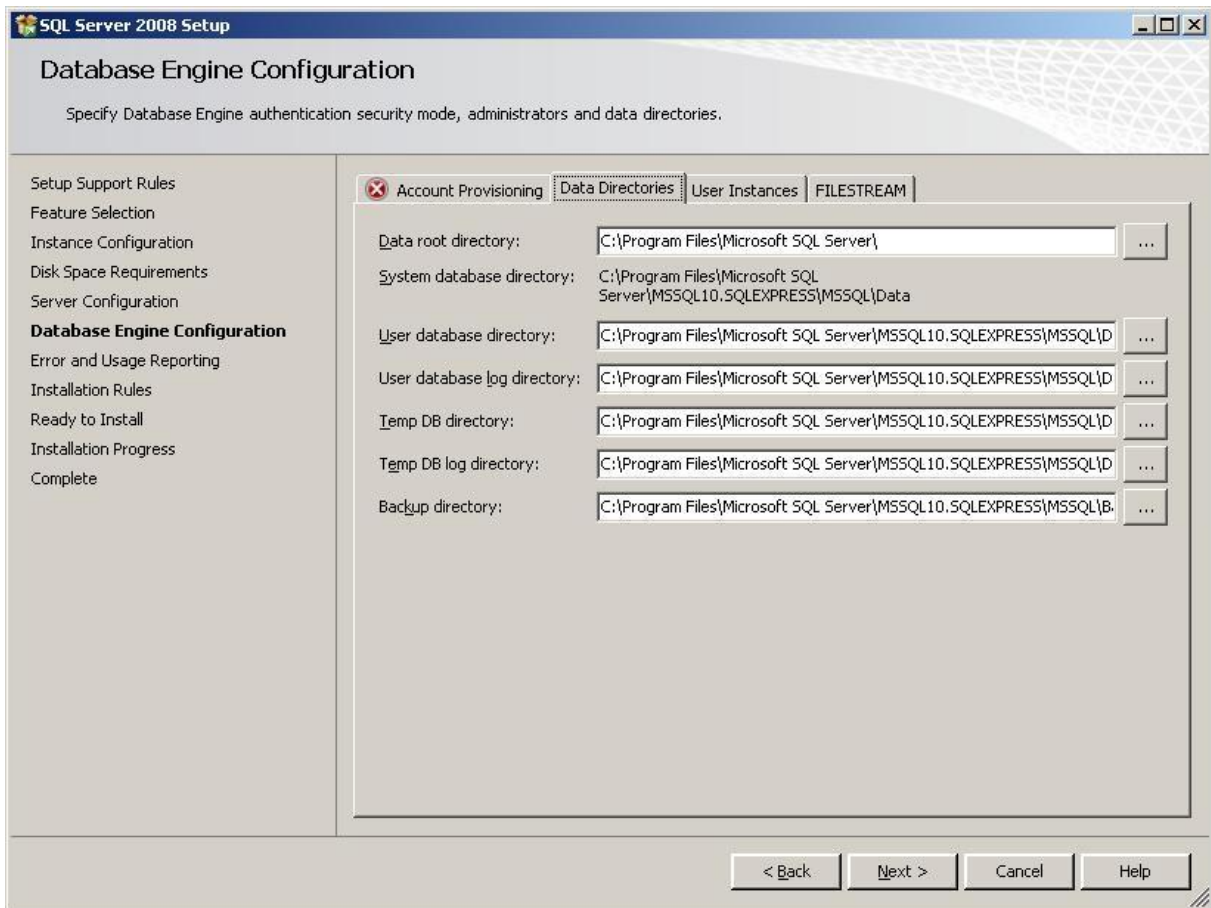 SQL Server 2008 Setup
Database Engine Configuration
Specify Database Engine authentication security mode, administrators and data directories.
Setup Support Rules
Feature Selection
Instance Configuration
Disk Space Requirements
Server Configuration
Database Engine Configuration
Error and Usage Reporting
Installation Rules
Ready to Install
Installation Progress
Complete
Account Provisioning Data Directories User Instances FILESTREAM
Data root directory: C:\Program Files\Microsoft SQL Server\ ...
System database directory: C:\Program Files\Microsoft SQL
Server\MSSQL10.SQLEXPRESS\MSSQL\Data
User database directory: C:\Program Files\Microsoft SQL Server\MSSQL10.SQLEXPRESS\MSSQL\D ...
User database log directory: C:\Program Files\Microsoft SQL Server\MSSQL10.SQLEXPRESS\MSSQL\D ...
Temp DB directory: C:\Program Files\Microsoft SQL Server\MSSQL10.SQLEXPRESS\MSSQL\D ...
Temp DB log directory: C:\Program Files\Microsoft SQL Server\MSSQL10.SQLEXPRESS\MSSQL\D ...
Backup directory: C:\Program Files\Microsoft SQL Server\MSSQL10.SQLEXPRESS\MSSQL\B ...
< Back Next > Cancel Help